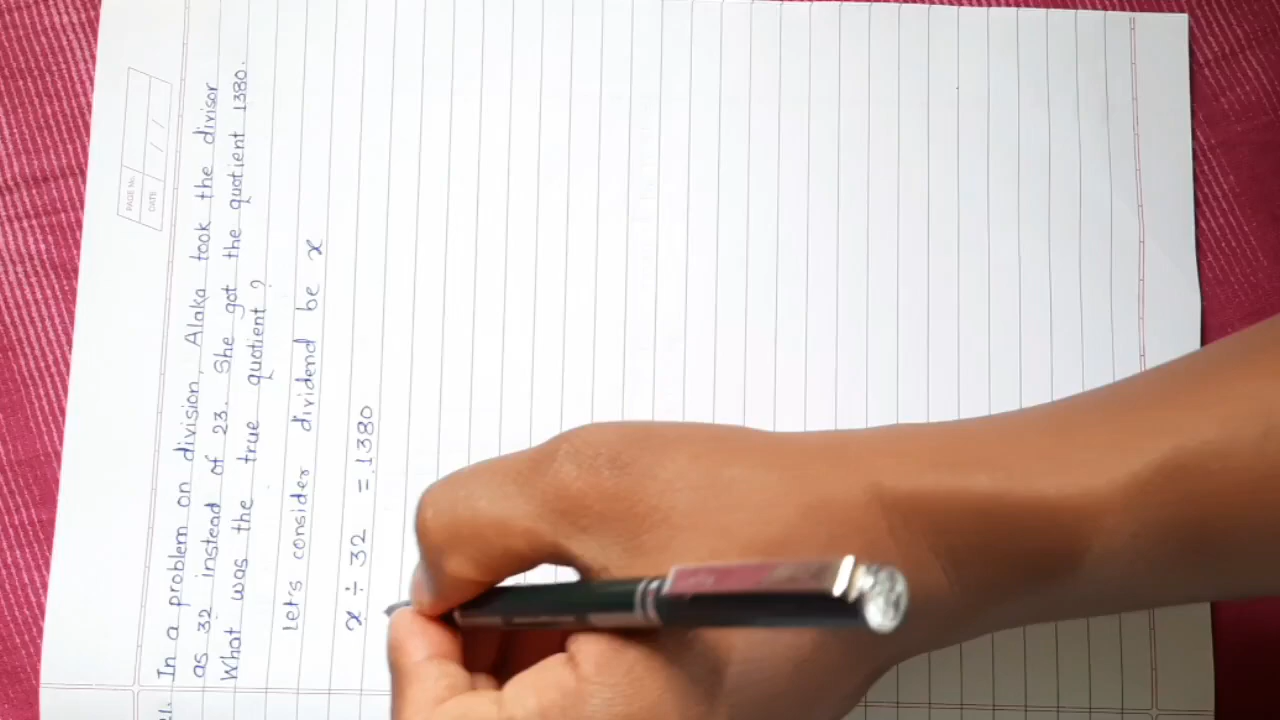 PAGE No.
DATE / /
1. In a problem on division, Alaka took the divisor
as 32 instead of 23. She got the quotient 1380.
What was the true quotient ?
Let's consider dividend be x
x ÷ 32 = 1380